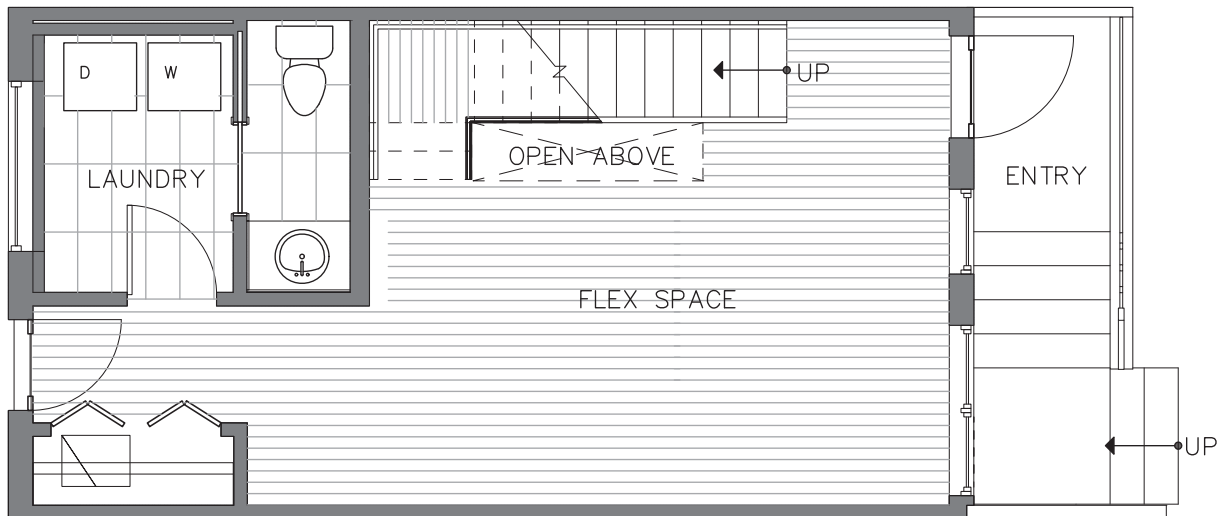 D
W
UP
OPEN ABOVE
LAUNDRY
ENTRY
FLEX SPACE
UP